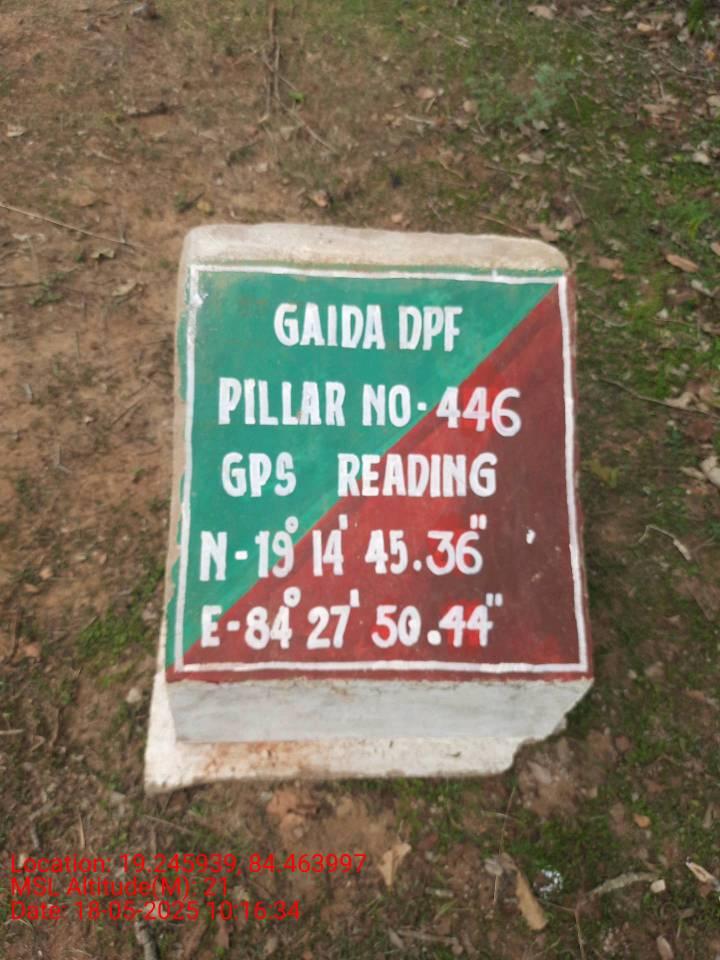 GAIDA DPF
PILLAR NO-446
GPS READING
N-19° 14' 45.36"
E-84° 27' 50.44"
Location: 19.245939, 84.463997
MSL Altitude(M): 21
Date: 18-05-2025 10:16:34